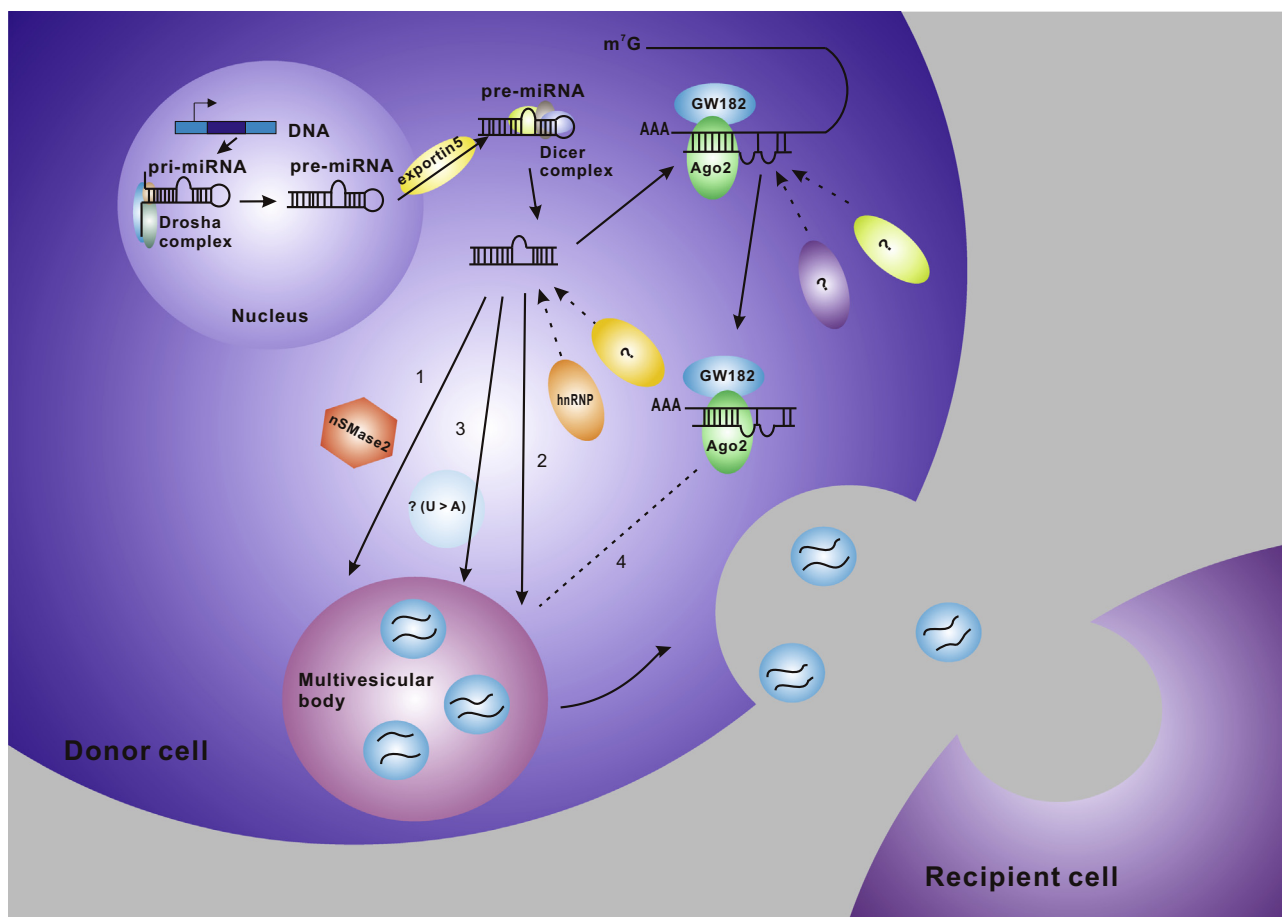 m⁷G
pre-miRNA
GW182
AAA
Ago2
Dicer
complex
exportin5
DNA
pri-miRNA
pre-miRNA
Drosha
complex
Nucleus
?
?
1
3
2
nSMase2
hnRNP
?
GW182
AAA
Ago2
? (U > A)
4
Multivesicular
body
Donor cell
Recipient cell